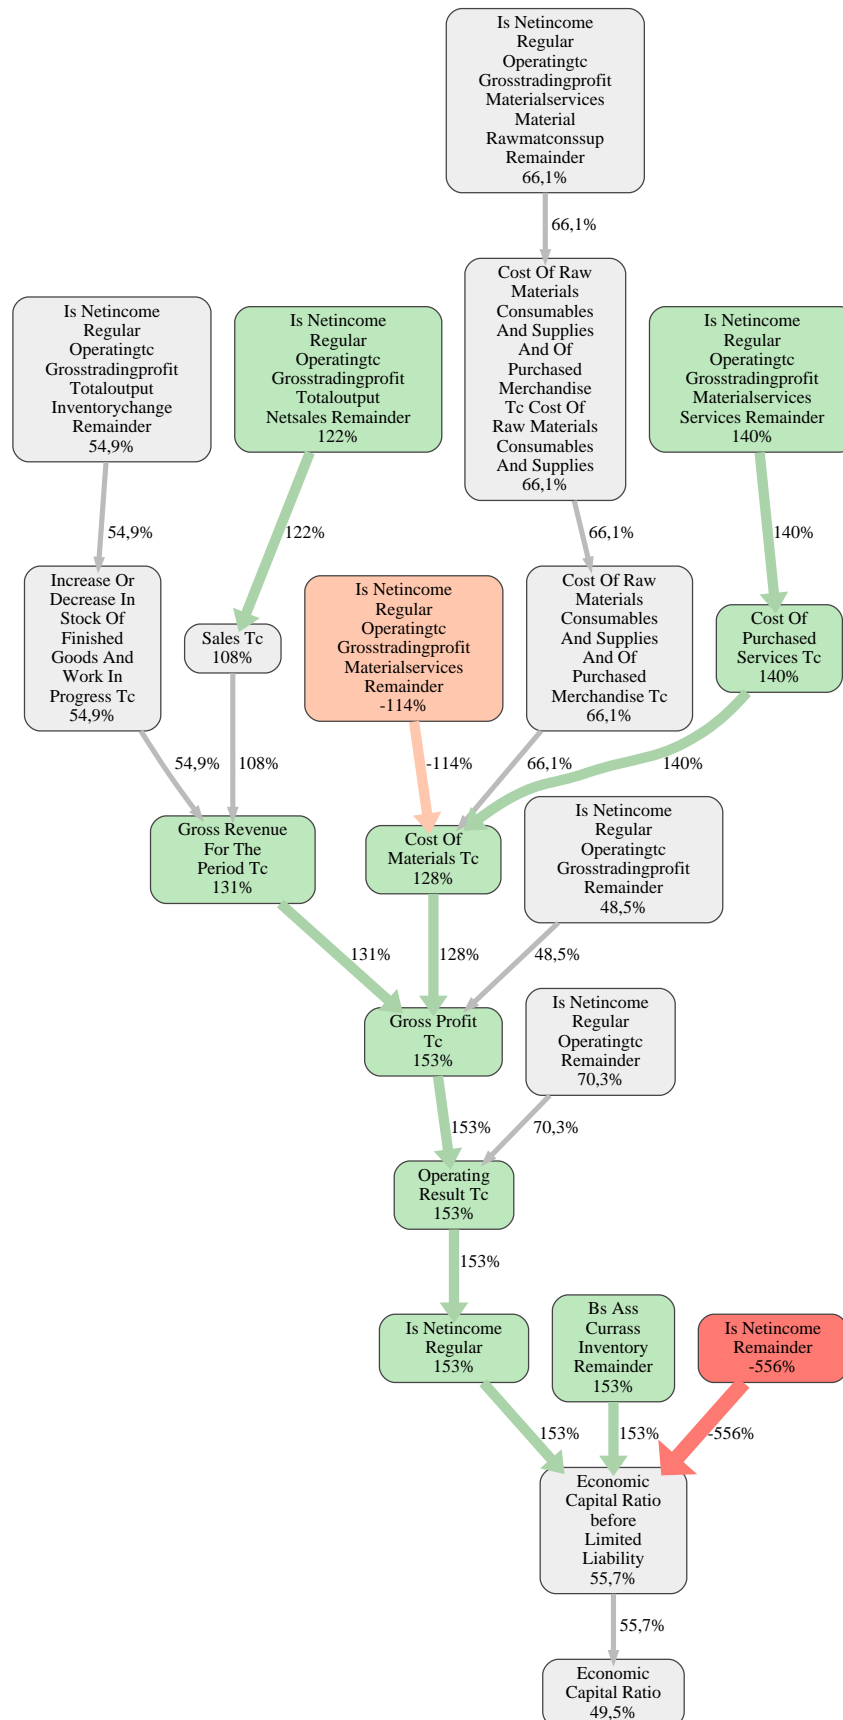 Is Netincome
Regular
Operatingtc
Grosstradingprofit
Materialservices
Material
Rawmatconssup
Remainder
66,1%
66,1%
Cost Of Raw
Materials
Consumables
And Supplies
And Of
Purchased
Merchandise
Tc Cost Of
Raw Materials
Consumables
And Supplies
66,1%
Is Netincome
Regular
Operatingtc
Grosstradingprofit
Totaloutput
Inventorychange
Remainder
54,9%
Is Netincome
Regular
Operatingtc
Grosstradingprofit
Totaloutput
Netsales Remainder
122%
Is Netincome
Regular
Operatingtc
Grosstradingprofit
Materialservices
Services Remainder
140%
54,9%
122%
66,1%
140%
Increase Or
Decrease In
Stock Of
Finished
Goods And
Work In
Progress Tc
54,9%
Sales Tc
108%
Is Netincome
Regular
Operatingtc
Grosstradingprofit
Materialservices
Remainder
-114%
Cost Of Raw
Materials
Consumables
And Supplies
And Of
Purchased
Merchandise Tc
66,1%
Cost Of
Purchased
Services Tc
140%
54,9%
108%
-114%
66,1%
140%
Gross Revenue
For The
Period Tc
131%
Cost Of
Materials Tc
128%
Is Netincome
Regular
Operatingtc
Grosstradingprofit
Remainder
48,5%
131%
128%
48,5%
Gross Profit
Tc
153%
Is Netincome
Regular
Operatingtc
Remainder
70,3%
153%
70,3%
Operating
Result Tc
153%
153%
Is Netincome
Regular
153%
Bs Ass
Currass
Inventory
Remainder
153%
Is Netincome
Remainder
-556%
153%
153%
-556%
Economic
Capital Ratio
before
Limited
Liability
55,7%
55,7%
Economic
Capital Ratio
49,5%